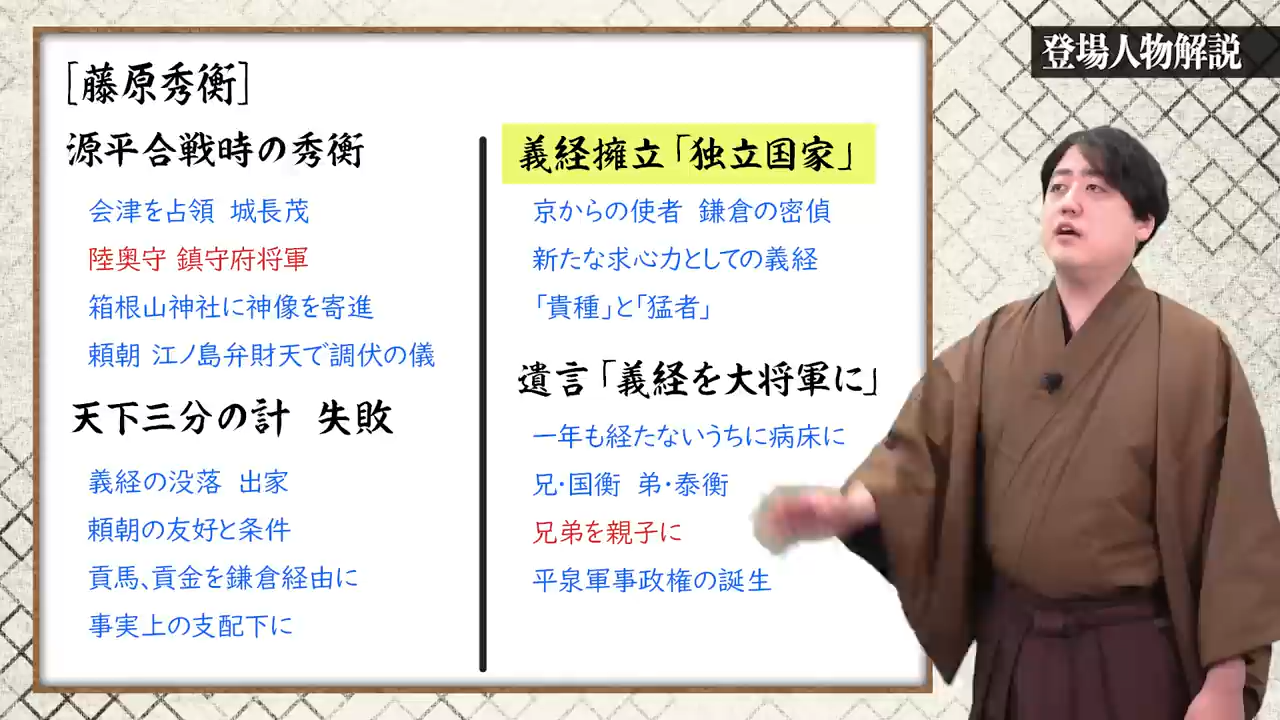 登場人物解説
[藤原秀衡]
源平合戦時の秀衡
会津を占領 城長茂
陸奥守 鎮守府将軍
箱根山神社に神像を寄進
頼朝 江ノ島弁財天で調伏の儀
天下三分の計 失敗
義経の没落 出家
頼朝の友好と条件
貢馬、貢金を鎌倉経由に
事実上の支配下に
義経擁立「独立国家」
京からの使者 鎌倉の密偵
新たな求心力としての義経
「貴種」と「猛者」
遺言「義経を大将軍に」
一年も経たないうちに病床に
兄・国衡 弟・泰衡
兄弟を親子に
平泉軍事政権の誕生